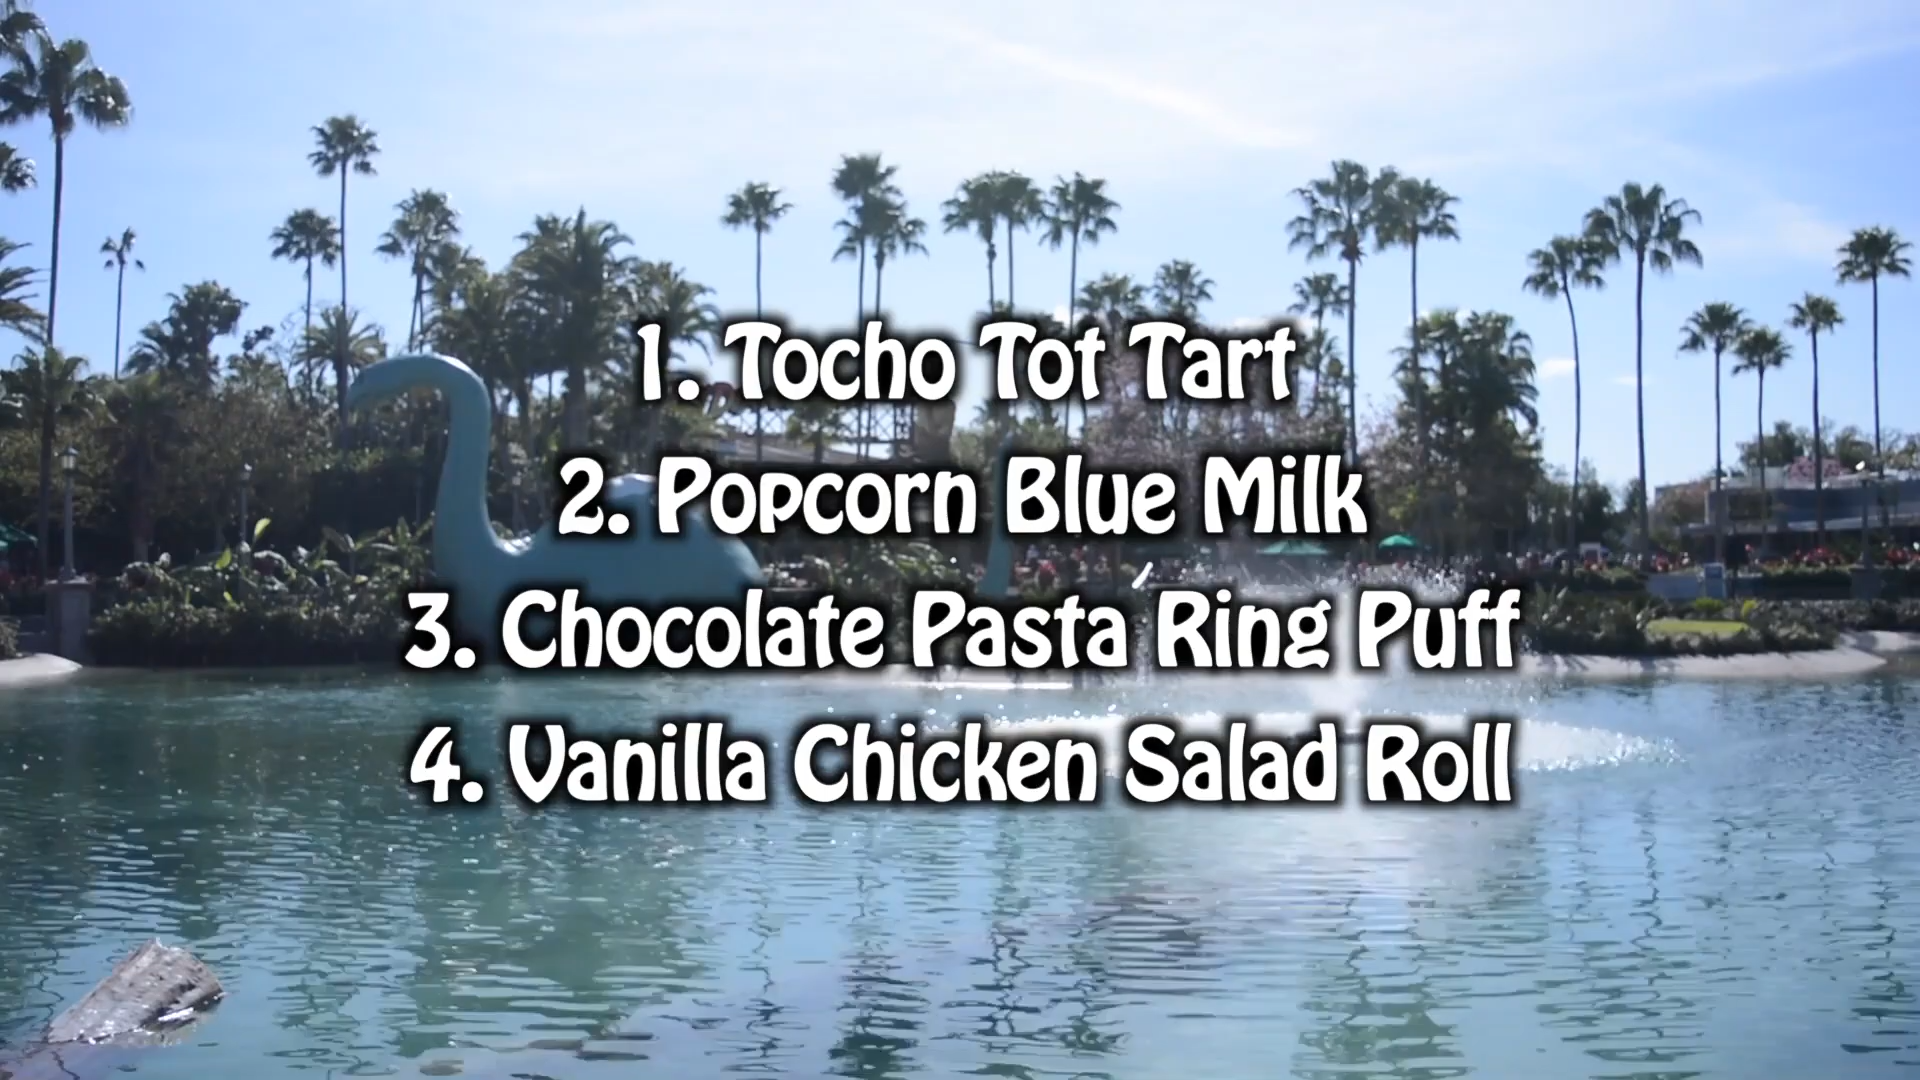 1. Tocho Tot Tart
2. Popcorn Blue Milk
3. Chocolate Pasta Ring Puff
4. Vanilla Chicken Salad Roll